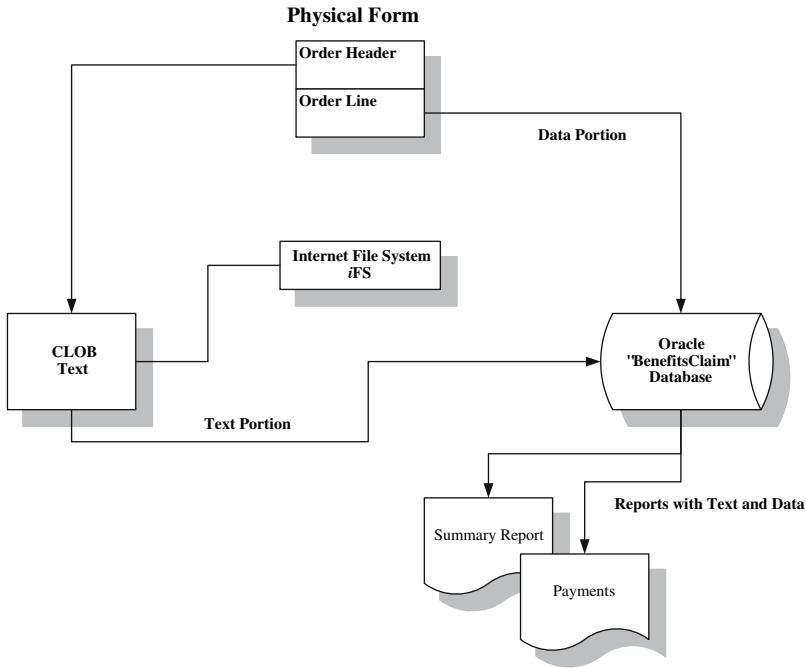 Physical Form
Order Header
Order Line
Data Portion
Internet File System
iFS
CLOB
Text
Oracle
"BenefitsClaim"
Database
Text Portion
Reports with Text and Data
Summary Report
Payments